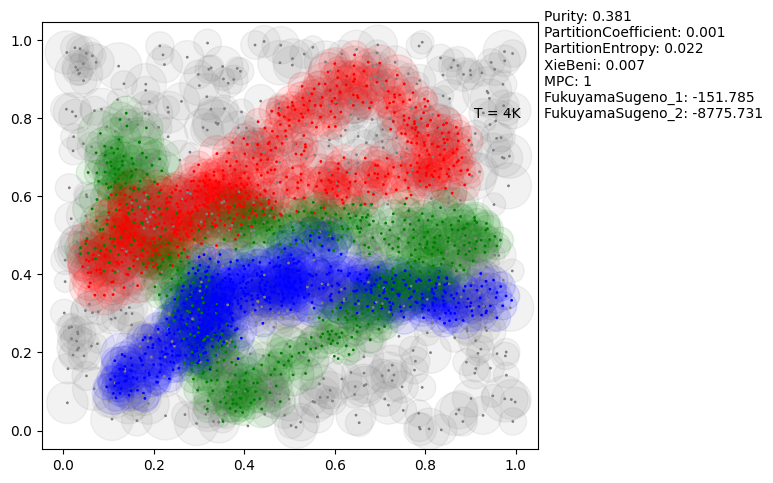 Purity: 0.381
PartitionCoefficient: 0.001
PartitionEntropy: 0.022
XieBeni: 0.007
MPC: 1
FukuyamaSugeno_1: -151.785
FukuyamaSugeno_2: -8775.731
T = 4K
1.0
0.8
0.6
0.4
0.2
0.0
0.0 0.2 0.4 0.6 0.8 1.0